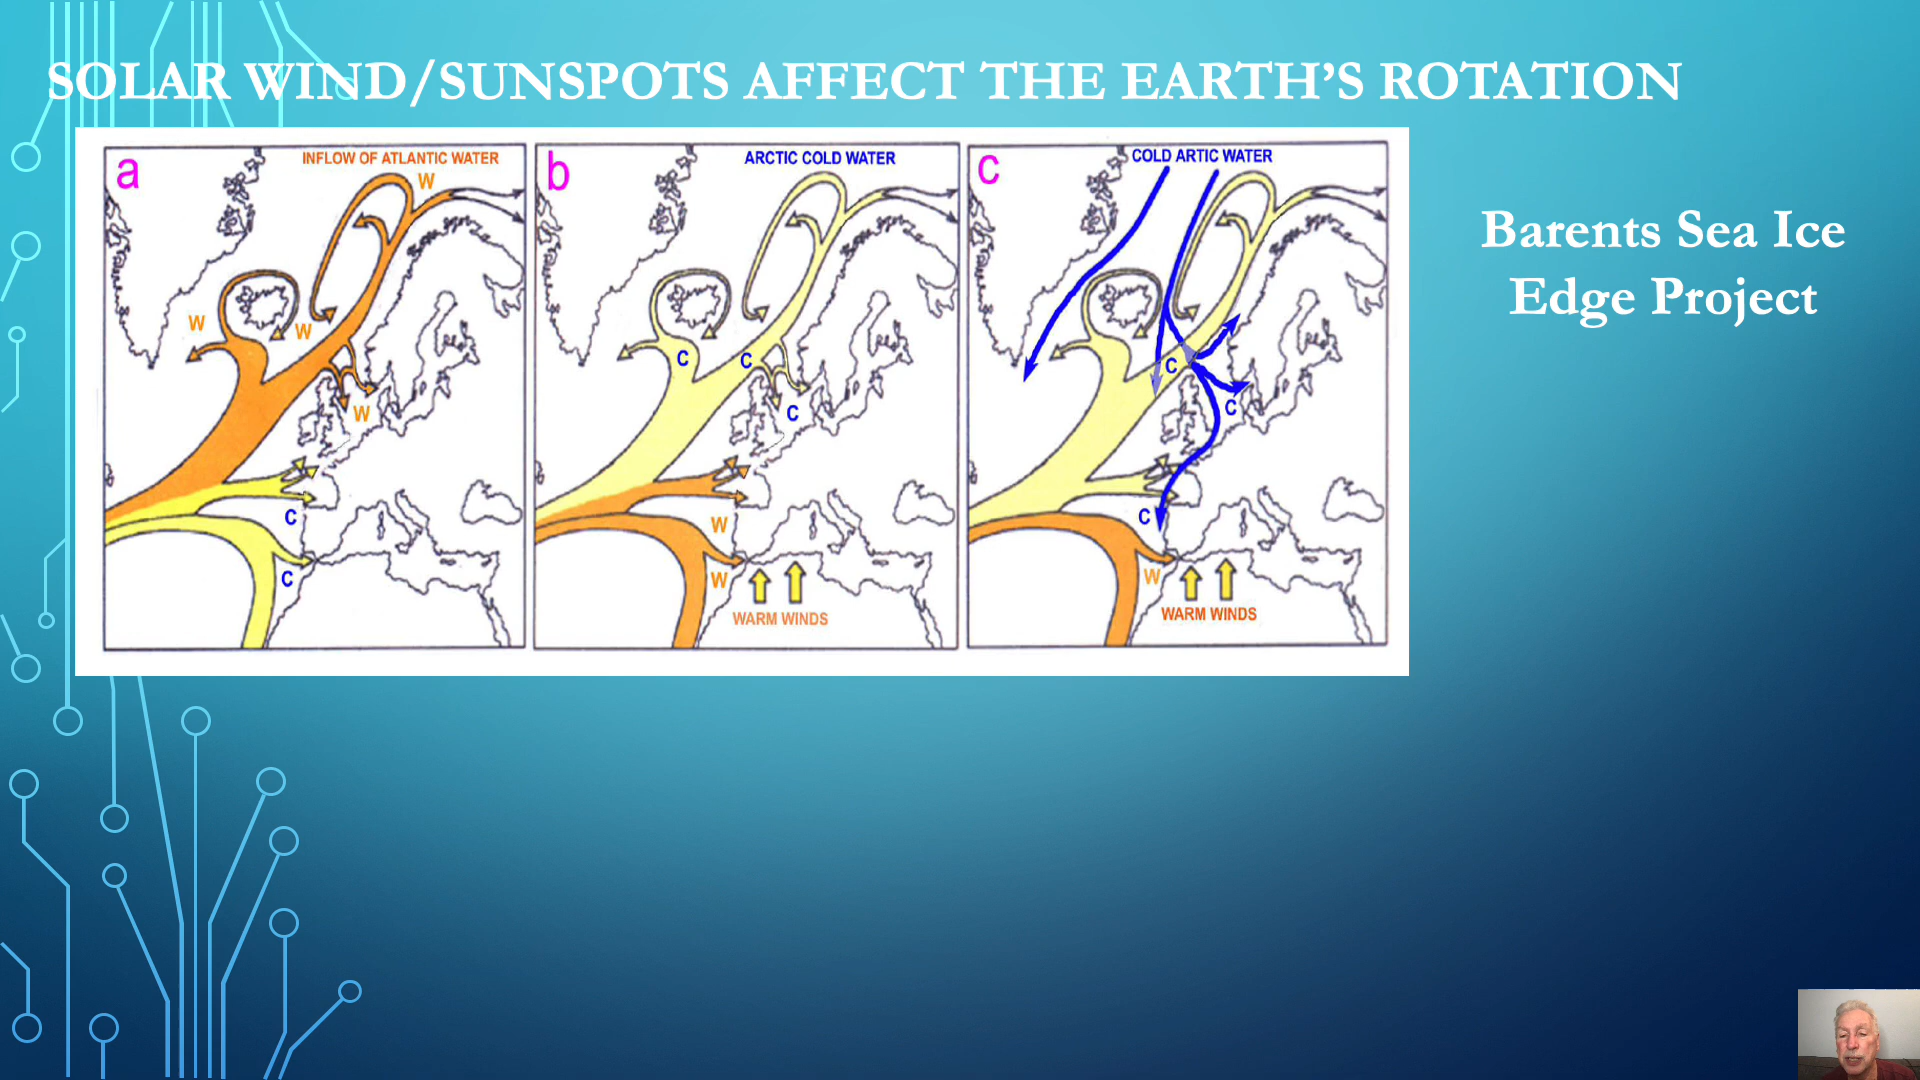 SOLAR WIND/SUNSPOTS AFFECT THE EARTH'S ROTATION
a
INFLOW OF ATLANTIC WATER
W
W
W
W
C
C
b
ARCTIC COLD WATER
C
C
C
W
W
WARM WINDS
c
COLD ARTIC WATER
C
C
C
W
WARM WINDS
Barents Sea Ice
Edge Project